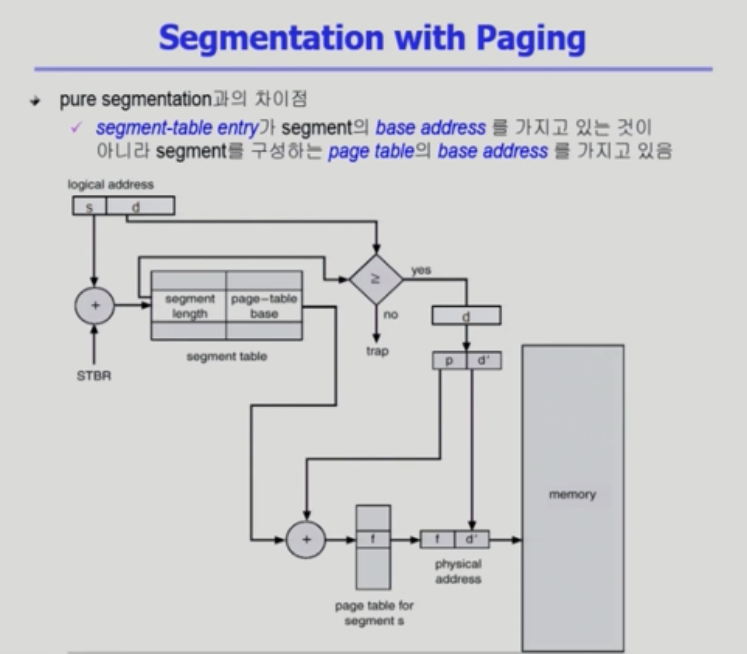 Segmentation with Paging
pure segmentation과의 차이점
segment-table entry가 segment의 base address 를 가지고 있는 것이
아니라 segment를 구성하는 page table의 base address 를 가지고 있음
logical address
s d
≥
yes
no
trap
+
segment length
page-table base
segment table
STBR
d
p d'
memory
+
f
f d'
physical
address
page table for
segment s